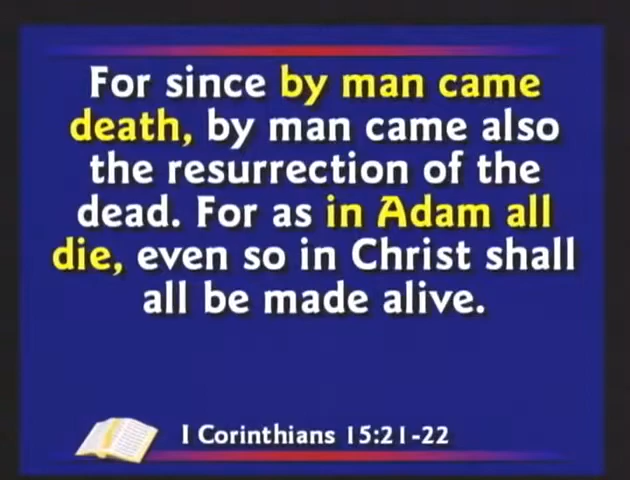 For since by man came
death, by man came also
the resurrection of the
dead. For as in Adam all
die, even so in Christ shall
all be made alive.
I Corinthians 15:21-22